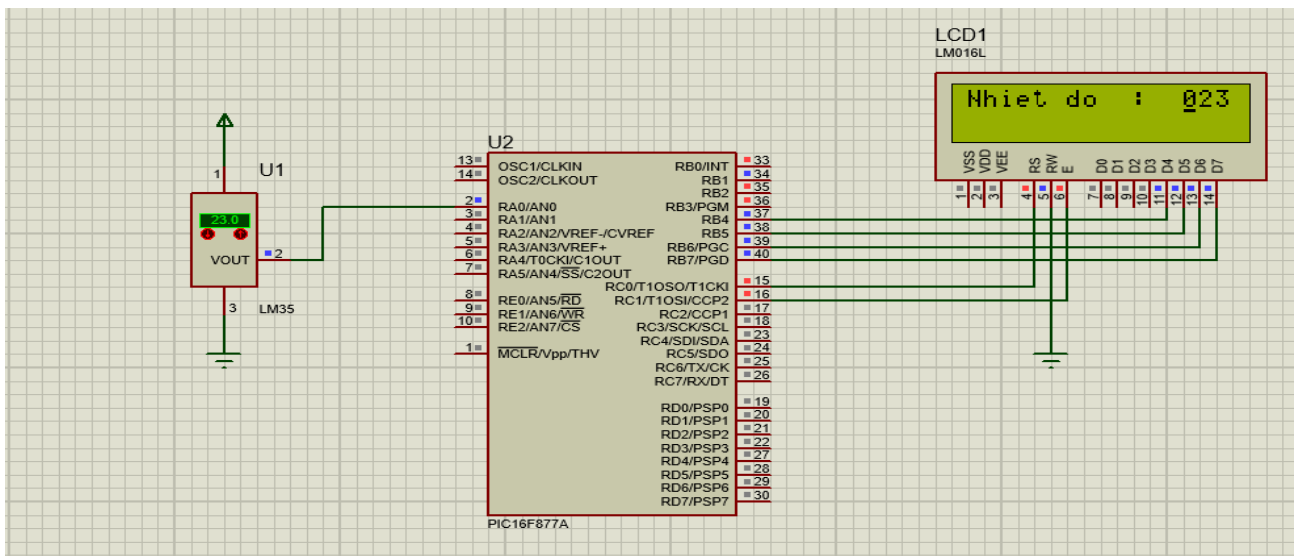 LCD1
LM016L
Nhiet do : 023
VSS
VDD
VEE
RS
RW
E
D0
D1
D2
D3
D4
D5
D6
D7
1
2
3
4
5
6
7
8
9
10
11
12
13
14
U1
1
23.0
VOUT
2
3
LM35
U2
13 OSC1/CLKIN
14 OSC2/CLKOUT
2 RA0/AN0
3 RA1/AN1
4 RA2/AN2/VREF-/CVREF
5 RA3/AN3/VREF+
6 RA4/T0CKI/C1OUT
7 RA5/AN4/SS/C2OUT
8 RE0/AN5/RD
9 RE1/AN6/WR
10 RE2/AN7/CS
1 MCLR/Vpp/THV
RB0/INT 33
RB1 34
RB2 35
RB3/PGM 36
RB4 37
RB5 38
RB6/PGC 39
RB7/PGD 40
RC0/T1OSO/T1CKI 15
RC1/T1OSI/CCP2 16
RC2/CCP1 17
RC3/SCK/SCL 18
RC4/SDI/SDA 23
RC5/SDO 24
RC6/TX/CK 25
RC7/RX/DT 26
RD0/PSP0 19
RD1/PSP1 20
RD2/PSP2 21
RD3/PSP3 22
RD4/PSP4 27
RD5/PSP5 28
RD6/PSP6 29
RD7/PSP7 30
PIC16F877A